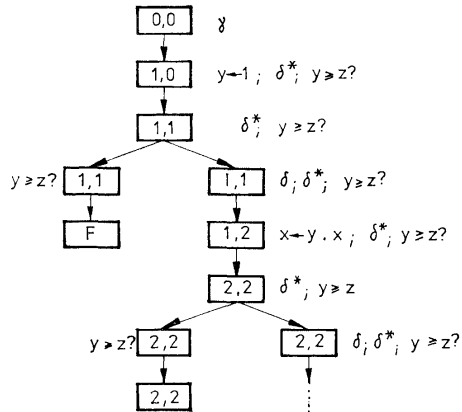 0,0 γ
1,0 y←1 ; δ*; y≥z?
1,1 δ*; y≥z?
y≥z? 1,1 1,1 δ; δ*; y≥z?
F 1,2 x←y.x ; δ*; y≥z?
2,2 δ*; y≥z
y≥z? 2,2 2,2 δ; δ*; y≥z?
2,2 ⋮